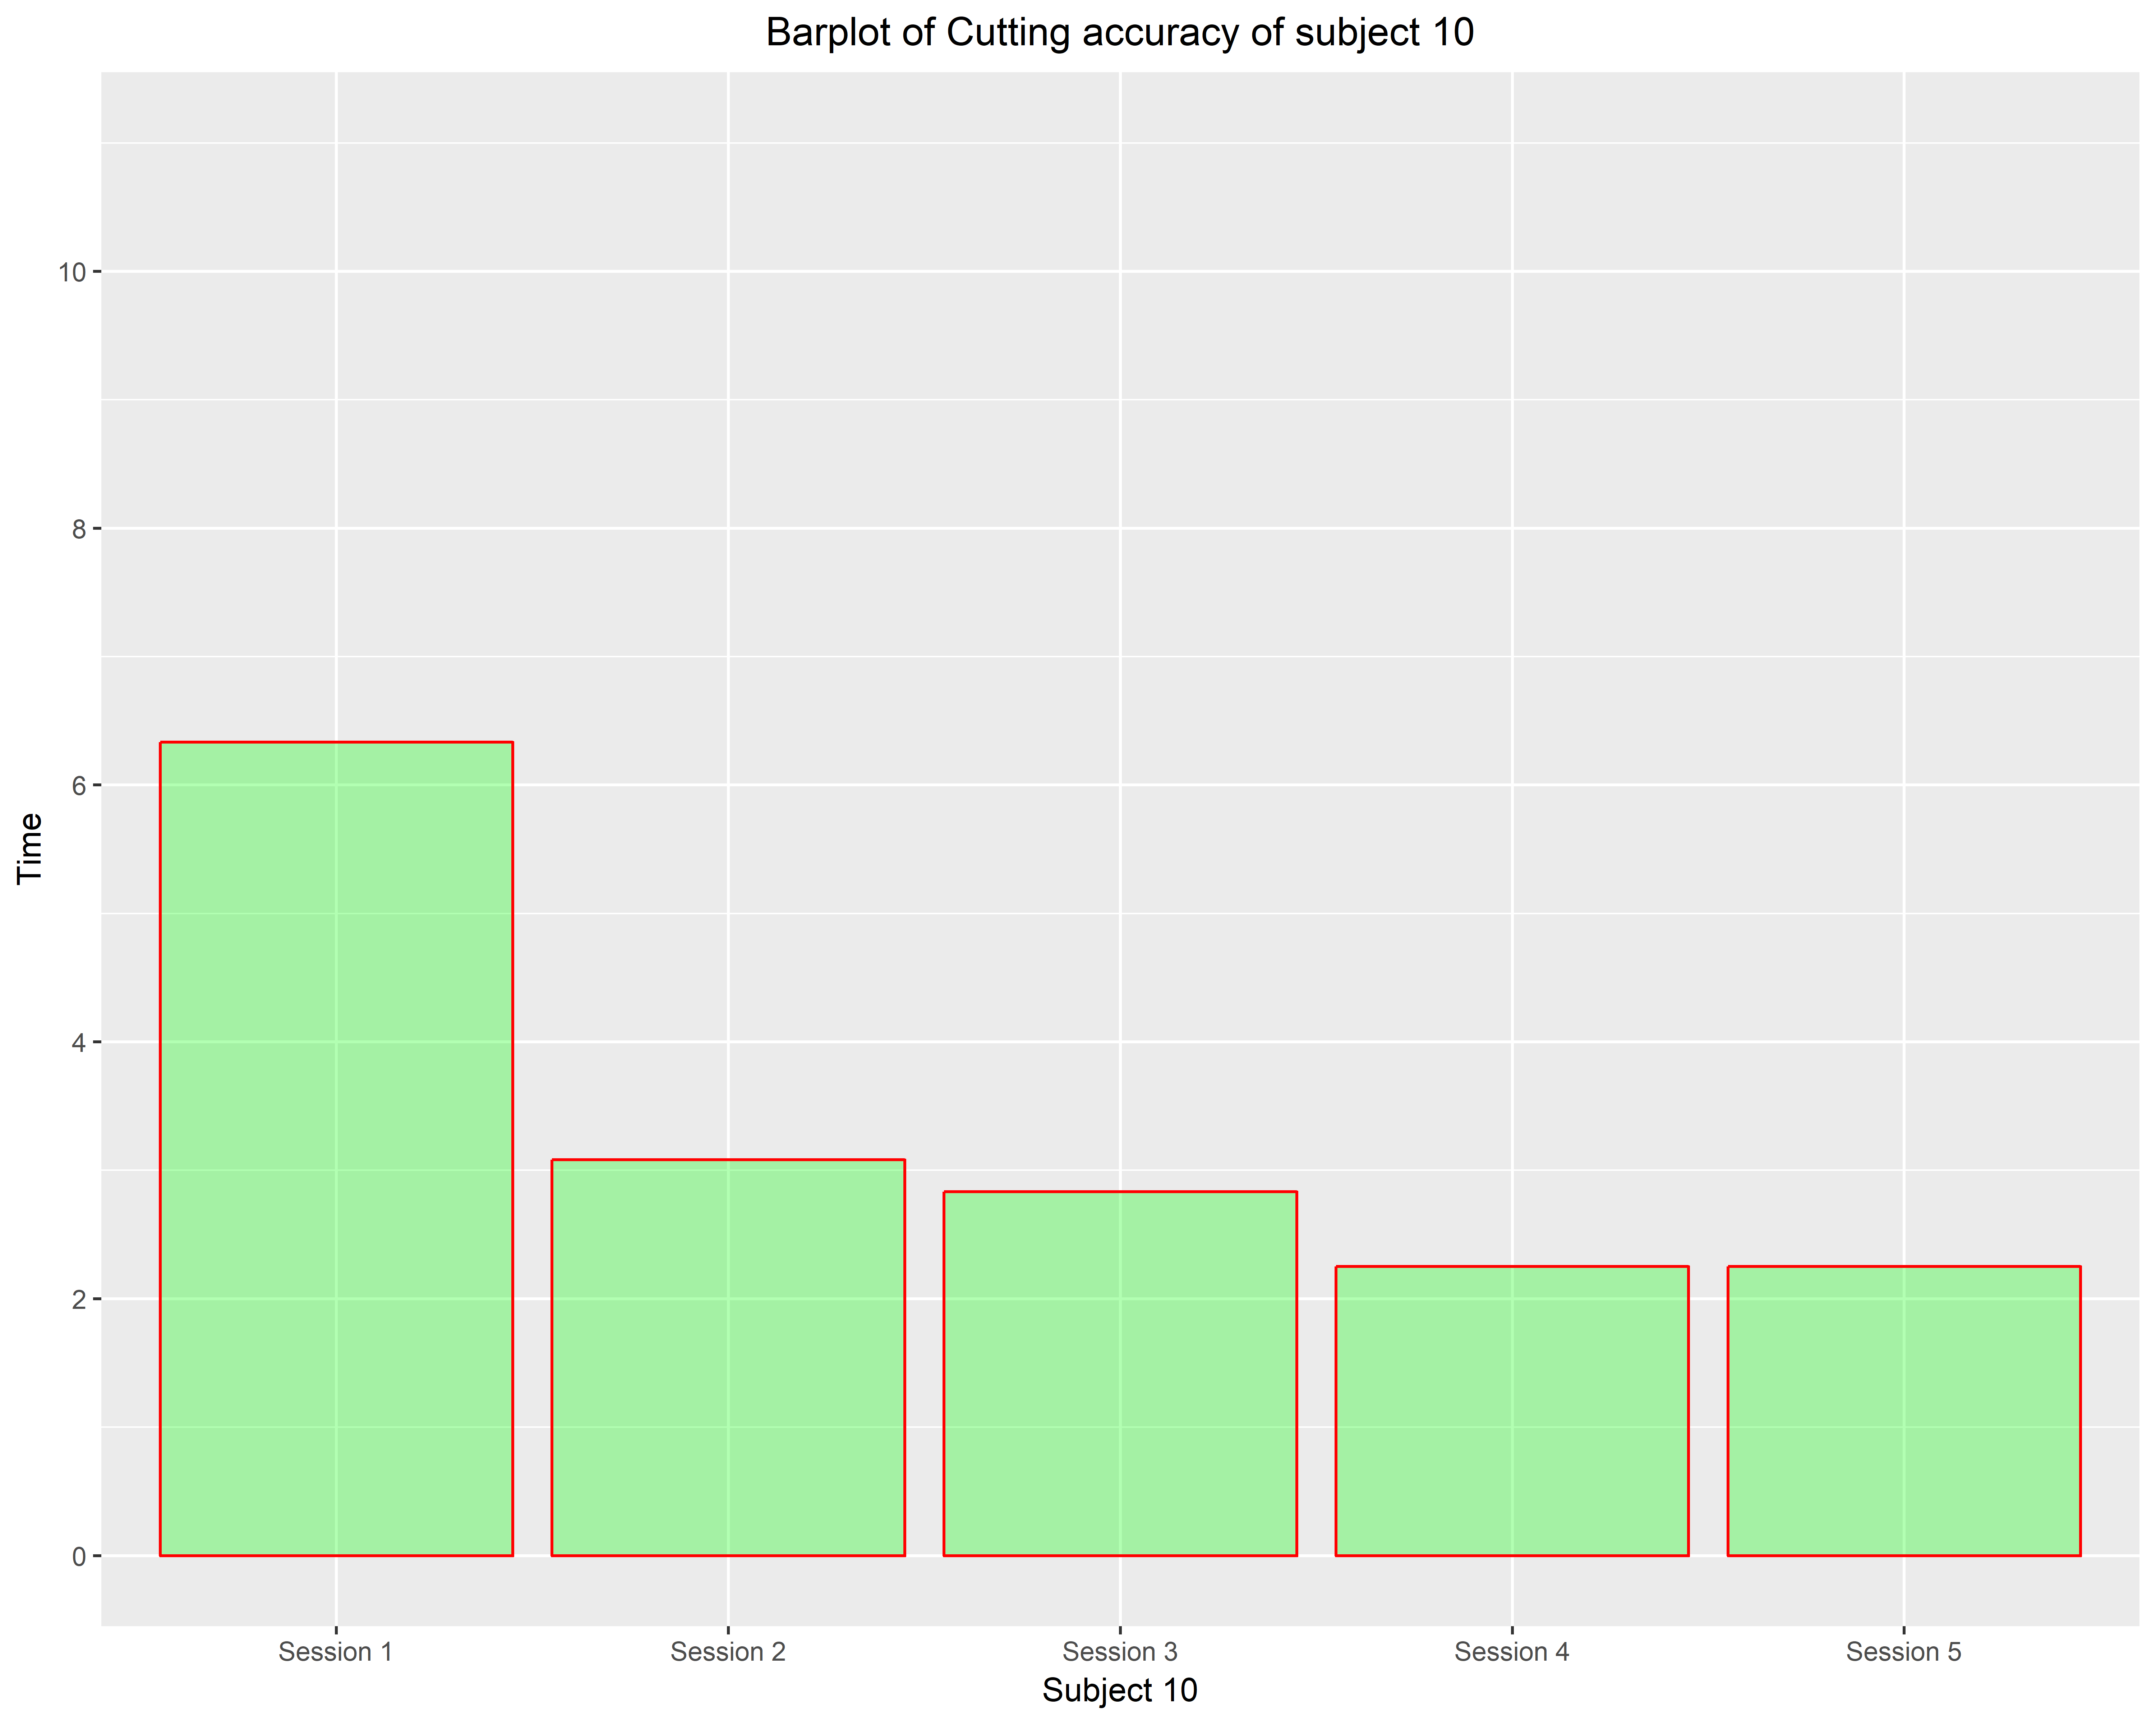 Barplot of Cutting accuracy of subject 10
10
8
6
4
2
0
Time
Session 1
Session 2
Session 3
Session 4
Session 5
Subject 10